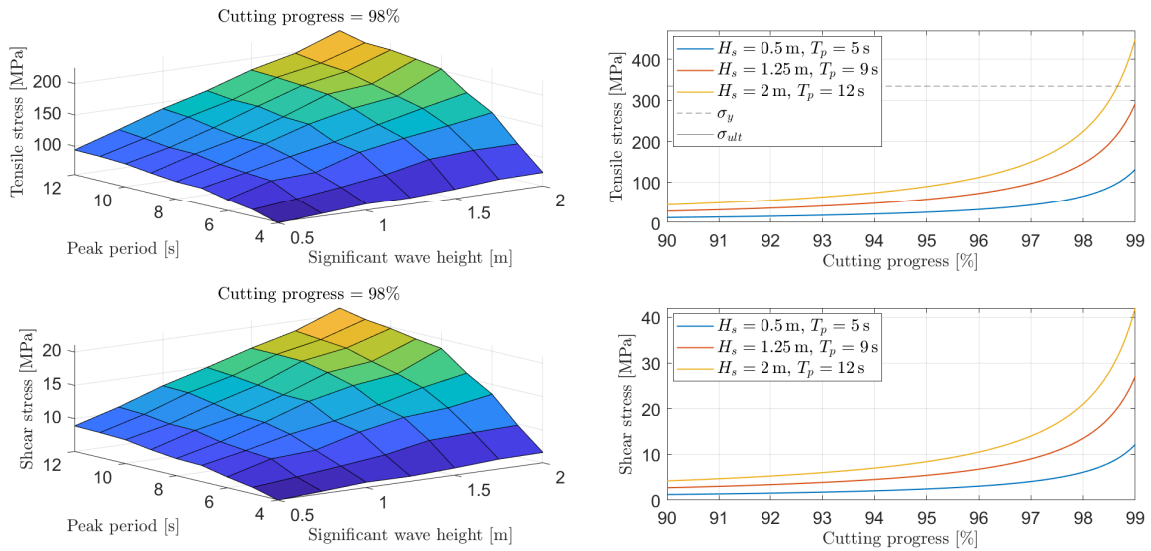 Cutting progress = 98%
Tensile stress [MPa]
200
150
100
12
10
8
6
4
0.5
1
1.5
2
Peak period [s]
Significant wave height [m]
Tensile stress [MPa]
400
300
200
100
0
H_s = 0.5 m, T_p = 5 s
H_s = 1.25 m, T_p = 9 s
H_s = 2 m, T_p = 12 s
σ_y
σ_ult
90 91 92 93 94 95 96 97 98 99
Cutting progress [%]
Cutting progress = 98%
Shear stress [MPa]
20
15
10
12
10
8
6
4
0.5
1
1.5
2
Peak period [s]
Significant wave height [m]
Shear stress [MPa]
40
30
20
10
0
H_s = 0.5 m, T_p = 5 s
H_s = 1.25 m, T_p = 9 s
H_s = 2 m, T_p = 12 s
90 91 92 93 94 95 96 97 98 99
Cutting progress [%]